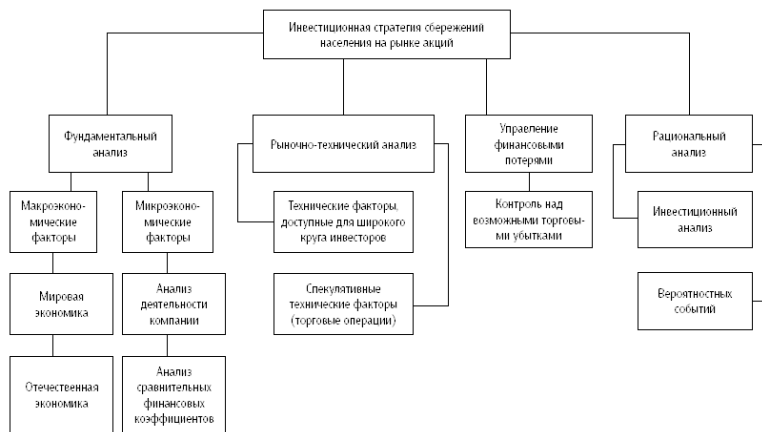 Инвестиционная стратегия сбережений
населения на рынке акций
Фундаментальный
анализ
Рыночно-технический анализ
Управление
финансовыми
потерями
Рациональный
анализ
Макроэконо-
мические
факторы
Микроэконо-
мические
факторы
Технические факторы,
доступные для широкого
круга инвесторов
Контроль над
возможными торговы-
ми убытками
Инвестиционный
анализ
Мировая
экономика
Анализ
деятельности
компании
Спекулятивные
технические факторы
(торговые операции)
Вероятностных
событий
Отечественная
экономика
Анализ
сравнительных
финансовых
коэффициентов